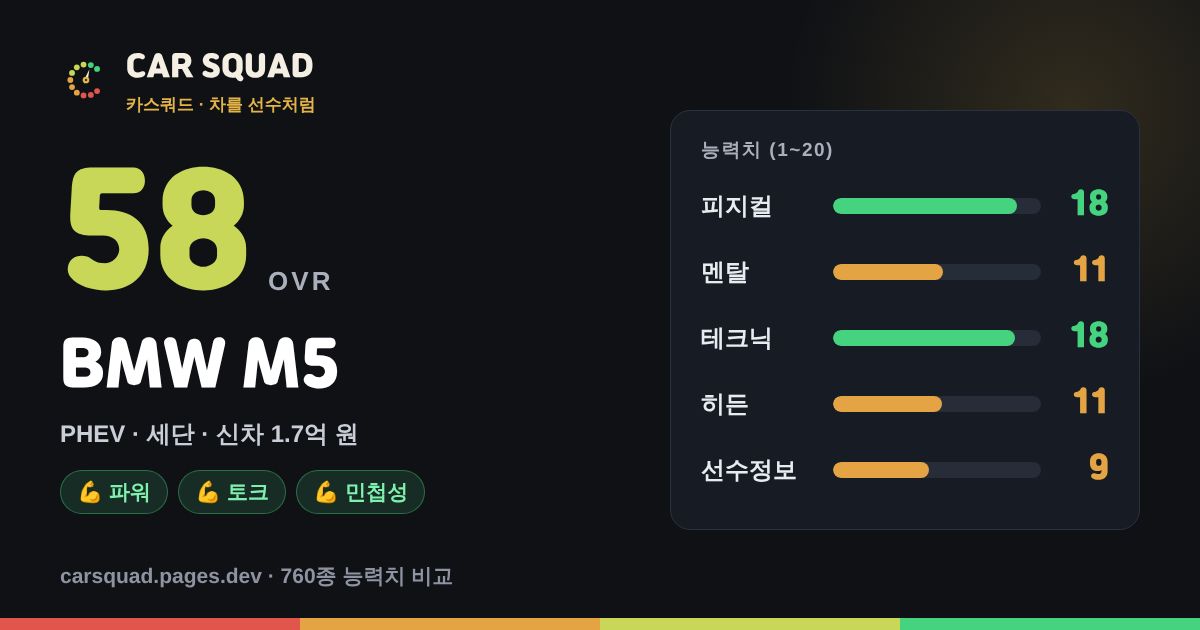 CAR SQUAD
카스쿼드 · 차를 선수처럼
58 OVR
BMW M5
PHEV · 세단 · 신차 1.7억 원
💪 파워 💪 토크 💪 민첩성
carsquad.pages.dev · 760종 능력치 비교
능력치 (1~20)
피지컬 18
멘탈 11
테크닉 18
히든 11
선수정보 9